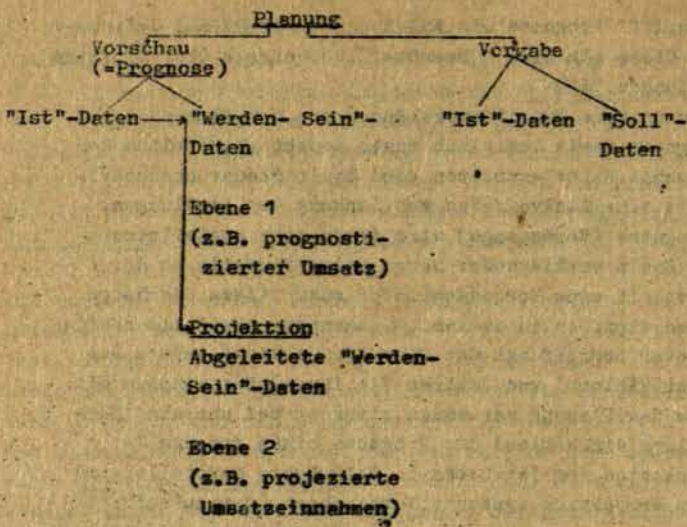 Planung
Vorschau
(=Prognose)
Vorgabe
"Ist"-Daten
"Werden- Sein"-
Daten
"Ist"-Daten
"Soll"-
Daten
Ebene 1
(z.B. prognosti-
zierter Umsatz)
Projektion
Abgeleitete "Werden-
Sein"-Daten
Ebene 2
(z.B. projezierte
Umsatzeinnahmen)